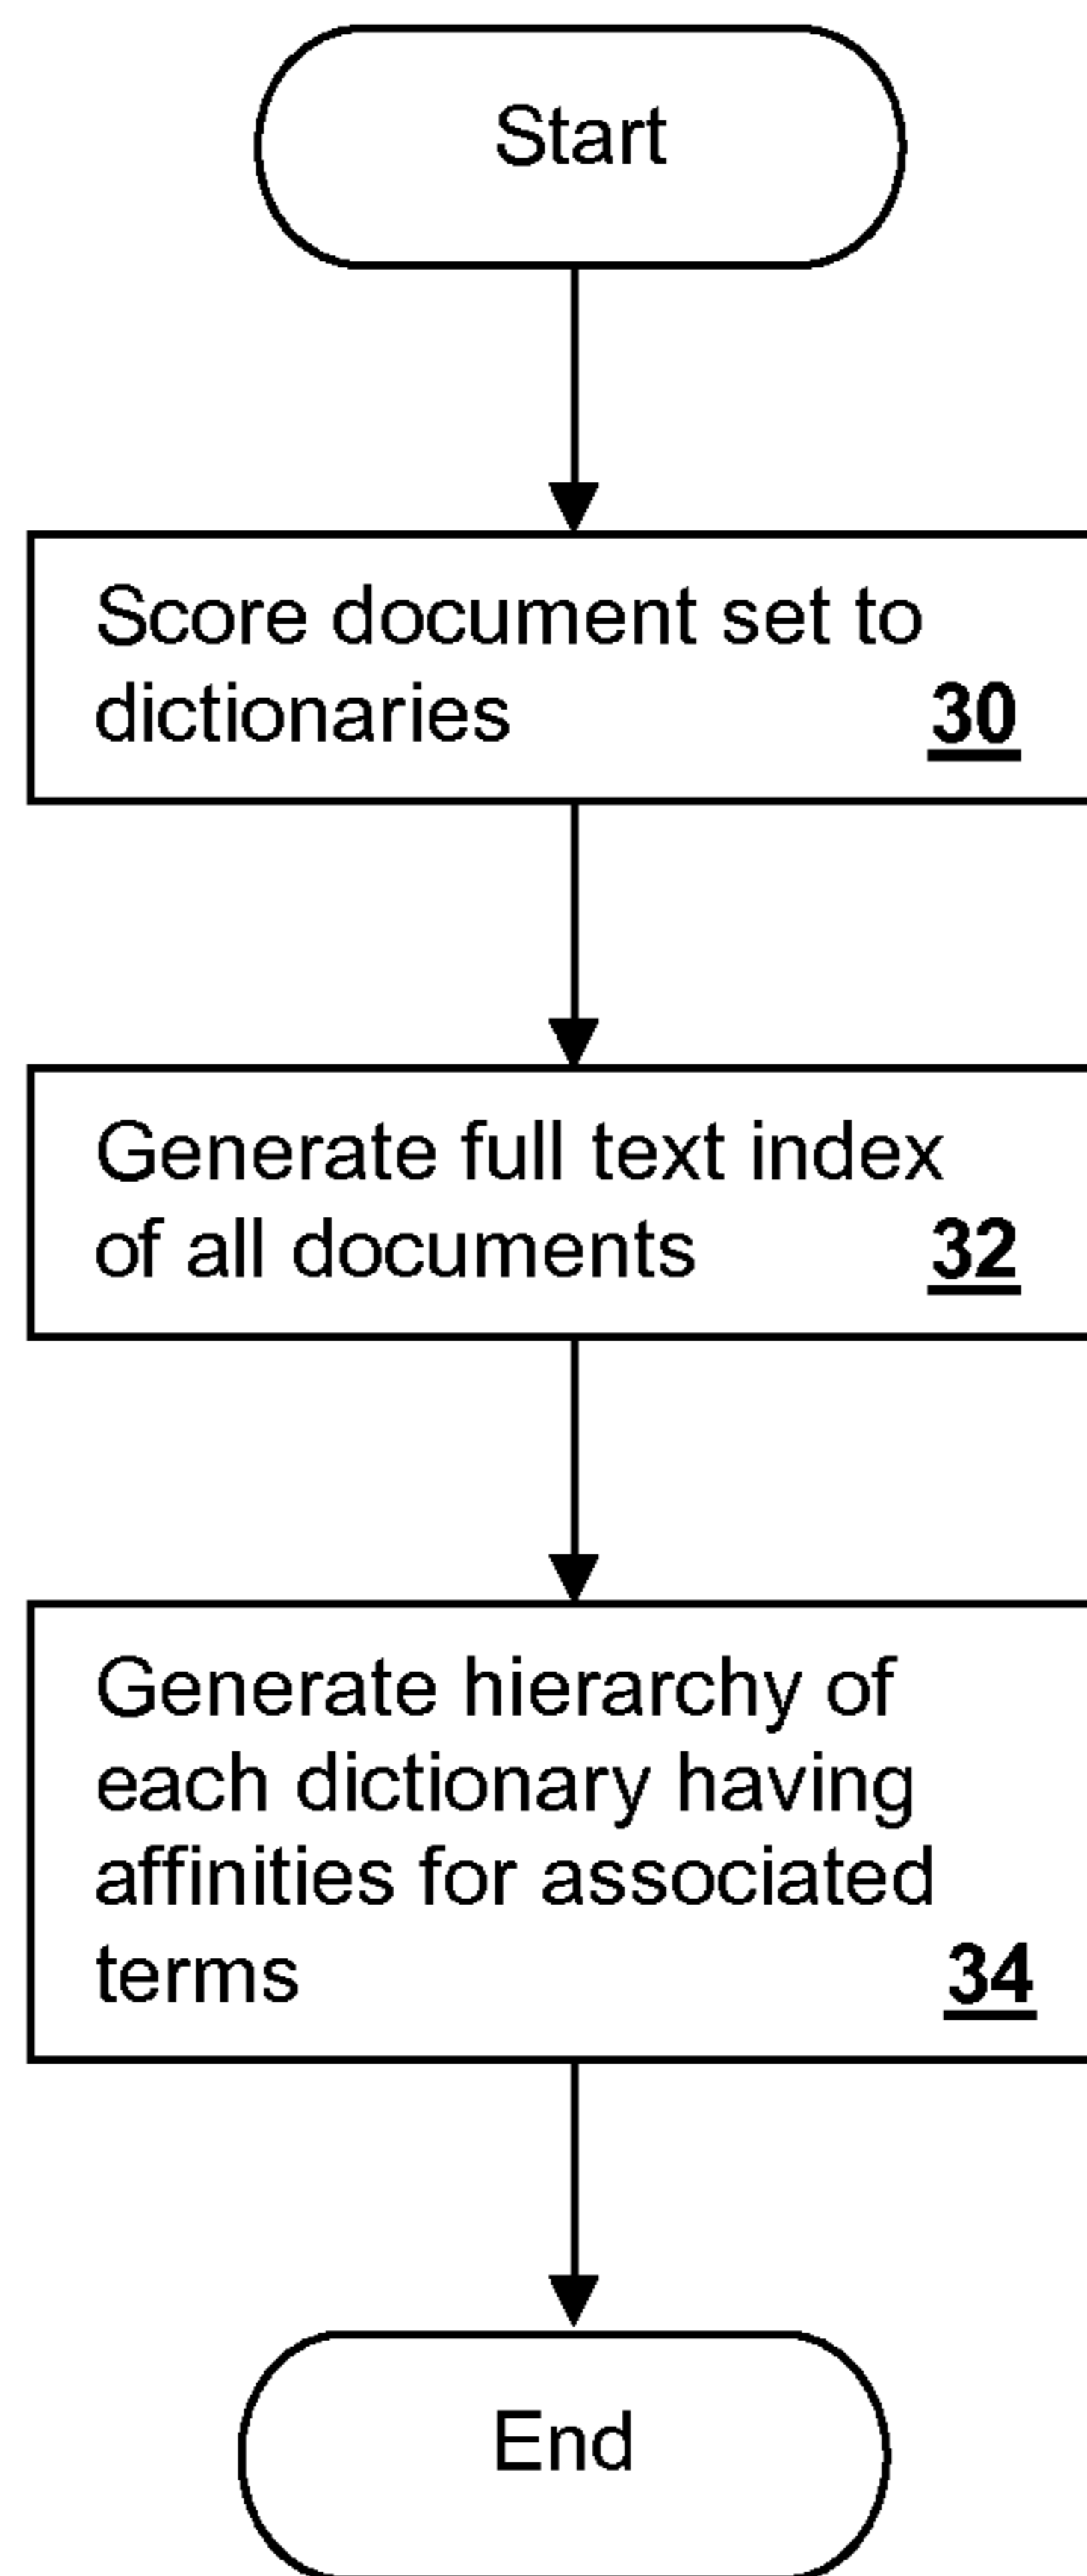 Start
Score document set to
dictionaries 30
Generate full text index
of all documents 32
Generate hierarchy of
each dictionary having
affinities for associated
terms 34
End